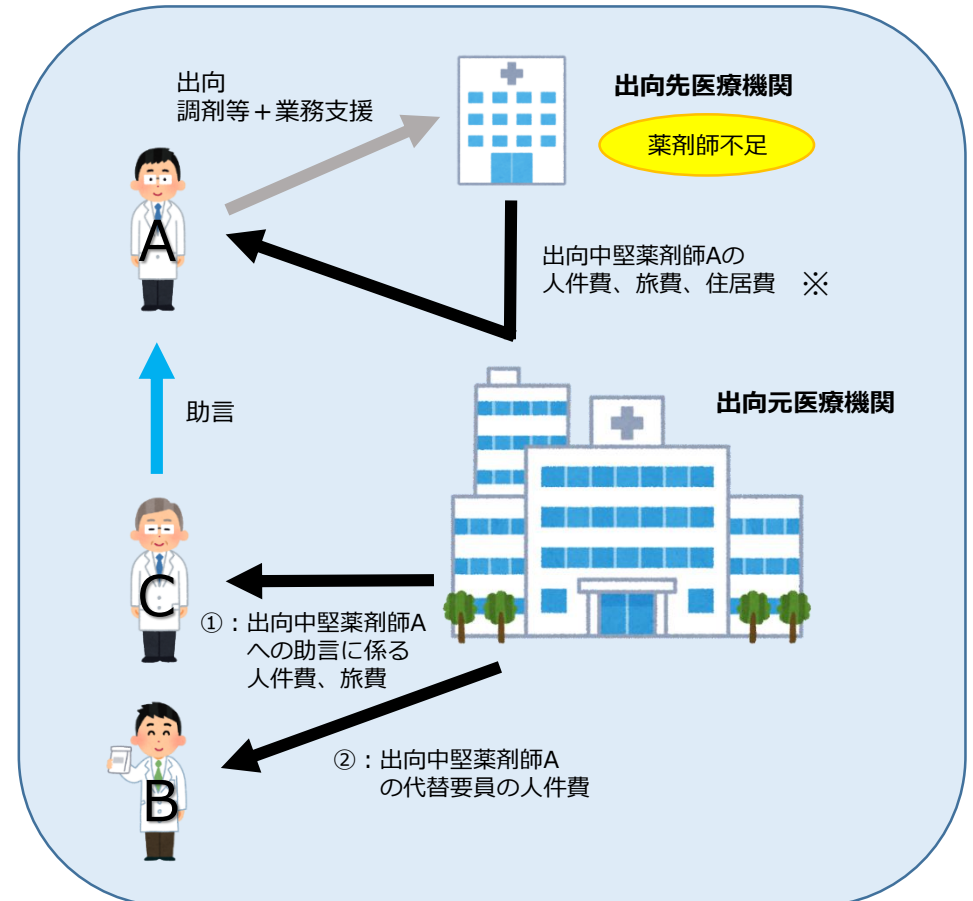 出向
調剤等＋業務支援
出向先医療機関
薬剤師不足
A
出向中堅薬剤師Aの
人件費、旅費、住居費　※
助言
出向元医療機関
C
①：出向中堅薬剤師A
への助言に係る
人件費、旅費
B
②：出向中堅薬剤師A
の代替要員の人件費